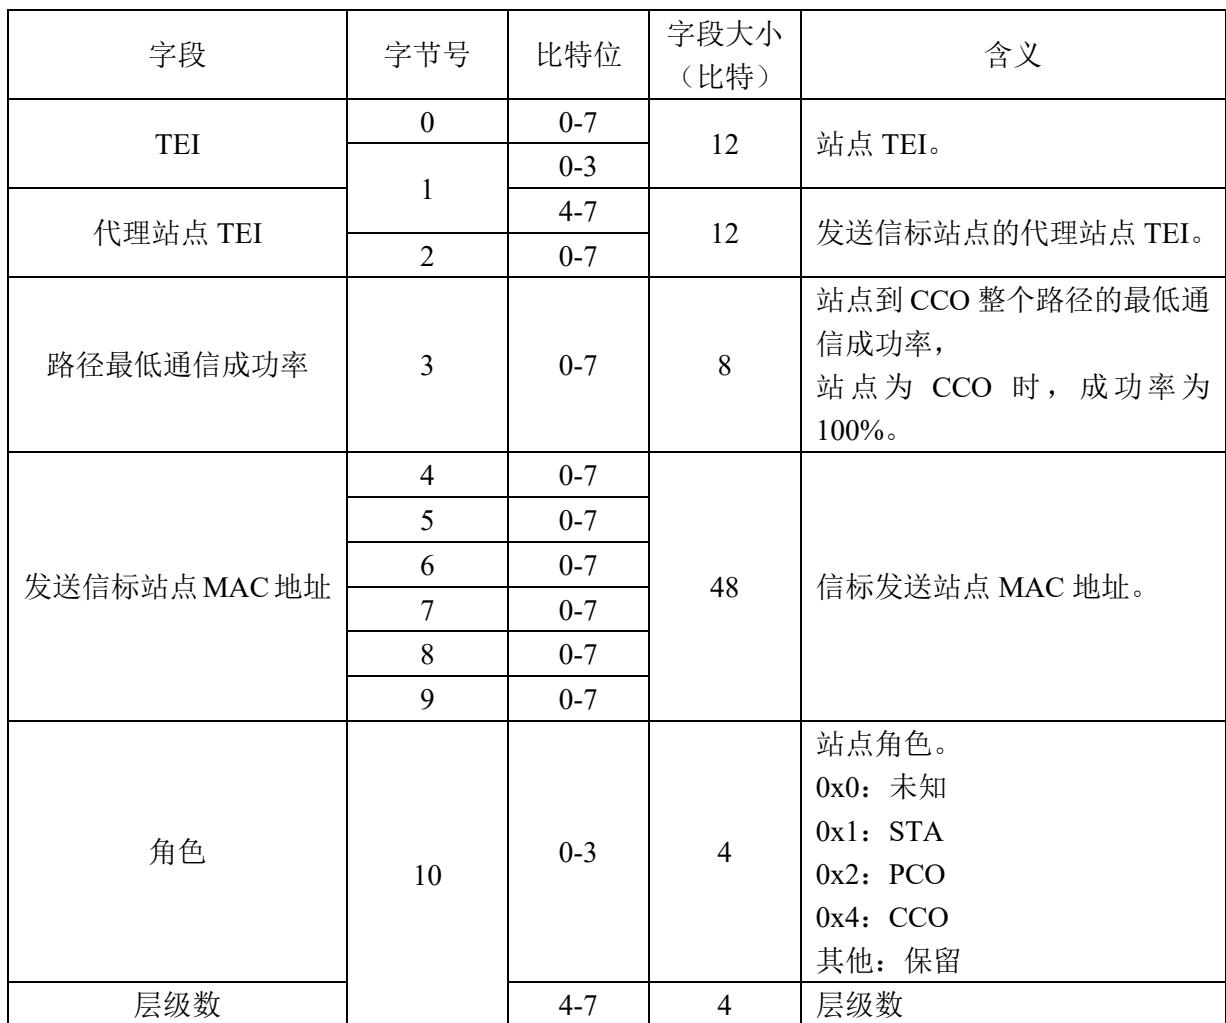 字段 字节号 比特位 字段大小（比特） 含义
TEI 0 0-7 12 站点 TEI。
1 0-3
代理站点 TEI 4-7 12 发送信标站点的代理站点 TEI。
2 0-7
路径最低通信成功率 3 0-7 8 站点到 CCO 整个路径的最低通
信成功率，
站点为 CCO 时，成功率为
100%。
发送信标站点 MAC 地址 4 0-7 48 信标发送站点 MAC 地址。
5 0-7
6 0-7
7 0-7
8 0-7
9 0-7
角色 10 0-3 4 站点角色。
0x0：未知
0x1：STA
0x2：PCO
0x4：CCO
其他：保留
层级数 4-7 4 层级数